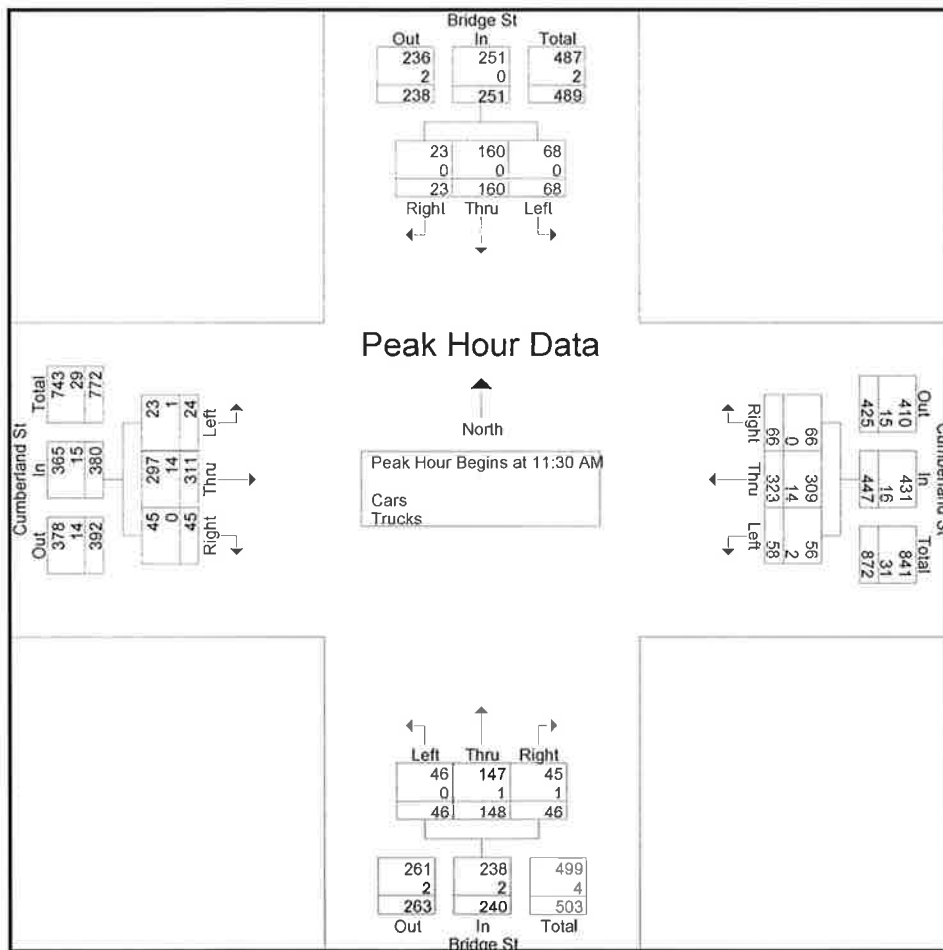 Bridge St
Out In Total
236 251 487
2 0 2
238 251 489
23 160 68
0 0 0
23 160 68
Right Thru Left
Peak Hour Data
North
Peak Hour Begins at 11:30 AM
Cars
Trucks
Cumberland St
Out In Total
378 365 743
14 15 29
392 380 772
Right Thru Left
45 297 23
0 14 1
45 311 24
Cumberland St
Out In Total
410 431 841
15 16 31
425 447 872
Right Thru Left
66 309 56
0 14 2
66 323 58
Left Thru Right
46 147 45
0 1 1
46 148 46
261 238 499
2 2 4
263 240 503
Out In Total
Bridge St